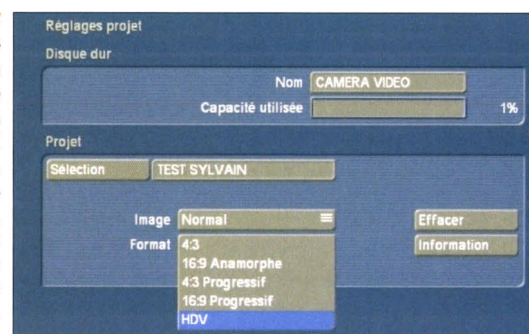 Réglages projet
Disque dur
Nom CAMERA VIDEO
Capacité utilisée 1%
Projet
Sélection TEST SYLVAIN
Image Normal Effacer
Format 4:3 Information
16:9 Anamorphe
4:3 Progressif
16:9 Progressif
HDV